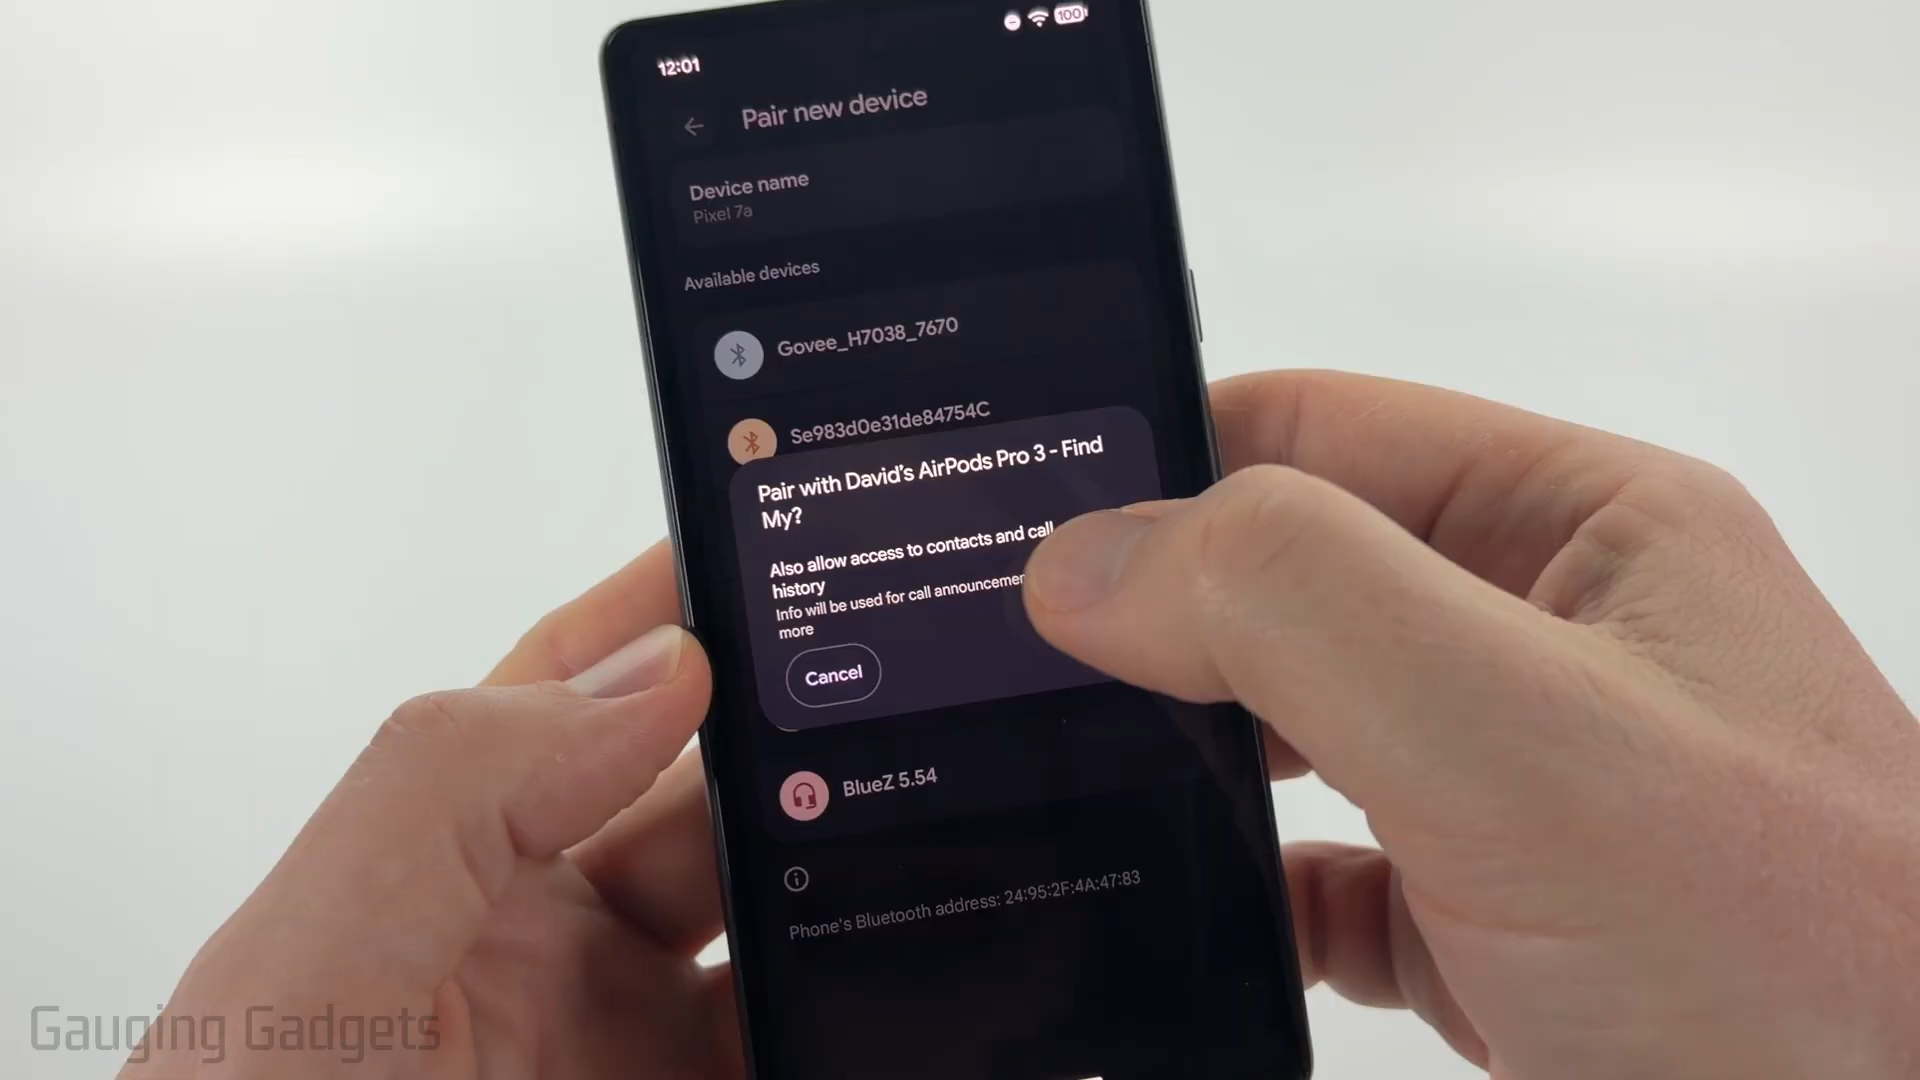 12:01
100
Pair new device
Device name
Pixel 7a
Available devices
Govee_H7038_7670
Se983d0e31de84754C
Pair with David's AirPods Pro 3 - Find
My?
Also allow access to contacts and call
history
Info will be used for call
more
Cancel
BlueZ 5.54
Phone's Bluetooth address: 24:95:2F:4A:47:83
Gauging Gadgets